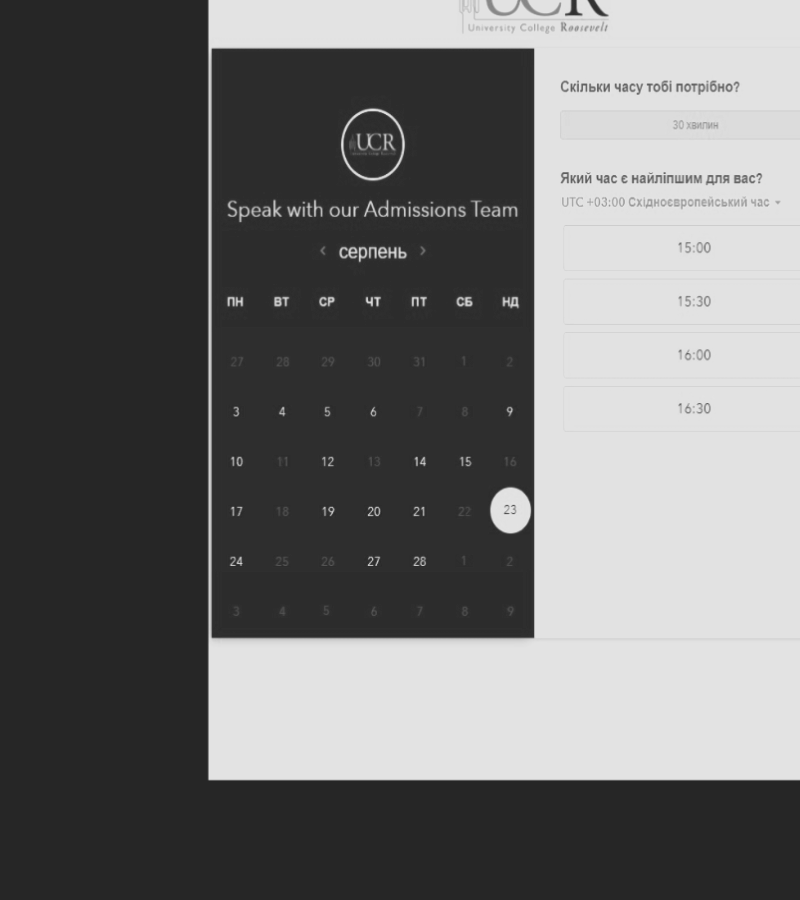 UCR
University College Roosevelt
UCR
Speak with our Admissions Team
‹ серпень ›
ПН ВТ СР ЧТ ПТ СБ НД
27 28 29 30 31 1 2
3 4 5 6 7 8 9
10 11 12 13 14 15 16
17 18 19 20 21 22 23
24 25 26 27 28 1 2
3 4 5 6 7 8 9
Скільки часу тобі потрібно?
30 хвилин
Який час є найліпшим для вас?
UTC +03:00 Східноєвропейський час
15:00
15:30
16:00
16:30